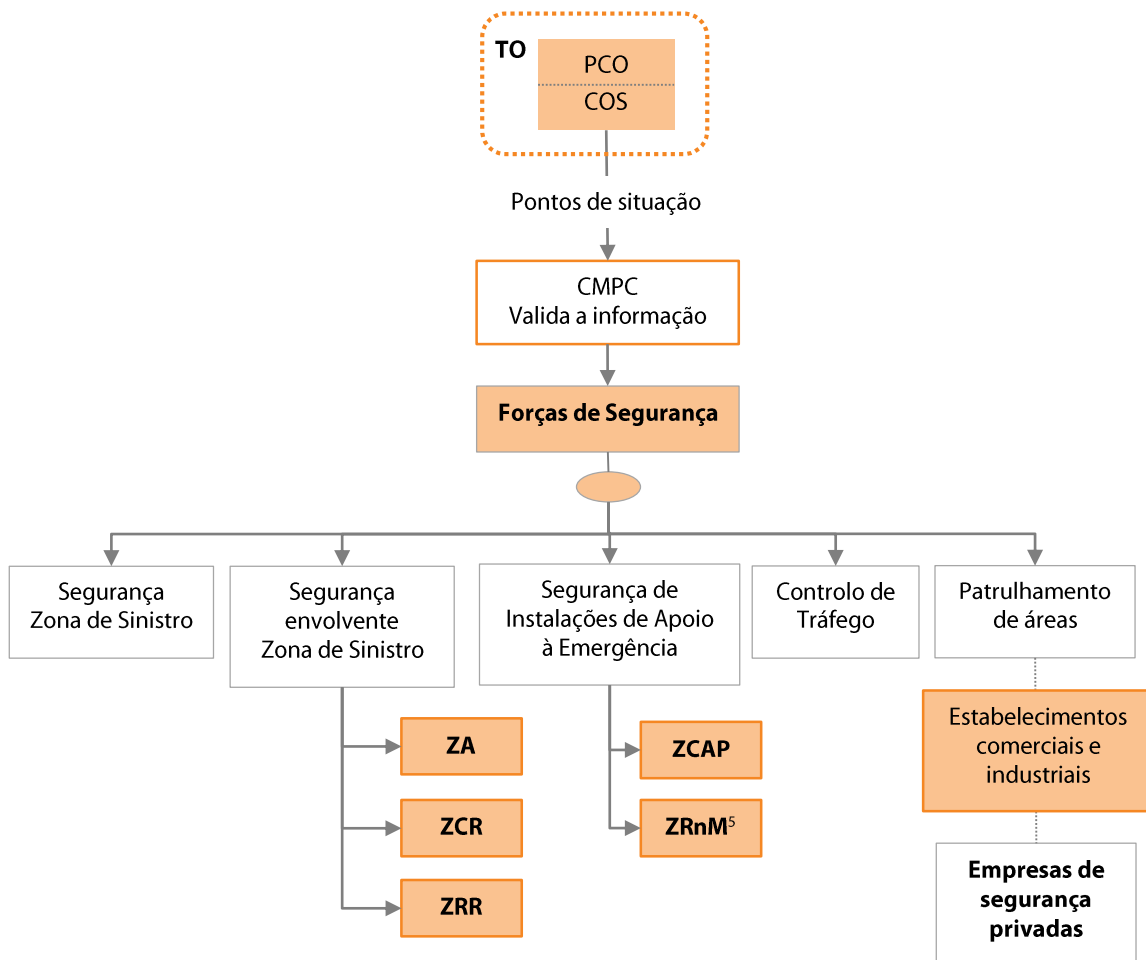 TO
PCO
COS
Pontos de situação
CMPC
Valida a informação
Forças de Segurança
Segurança
Zona de Sinistro
Segurança
envolvente
Zona de Sinistro
Segurança de
Instalações de Apoio
à Emergência
Controlo de
Tráfego
Patrulhamento
de áreas
ZA
ZCR
ZRR
ZCAP
ZRnM⁵
Estabelecimentos
comerciais e
industriais
Empresas de
segurança
privadas